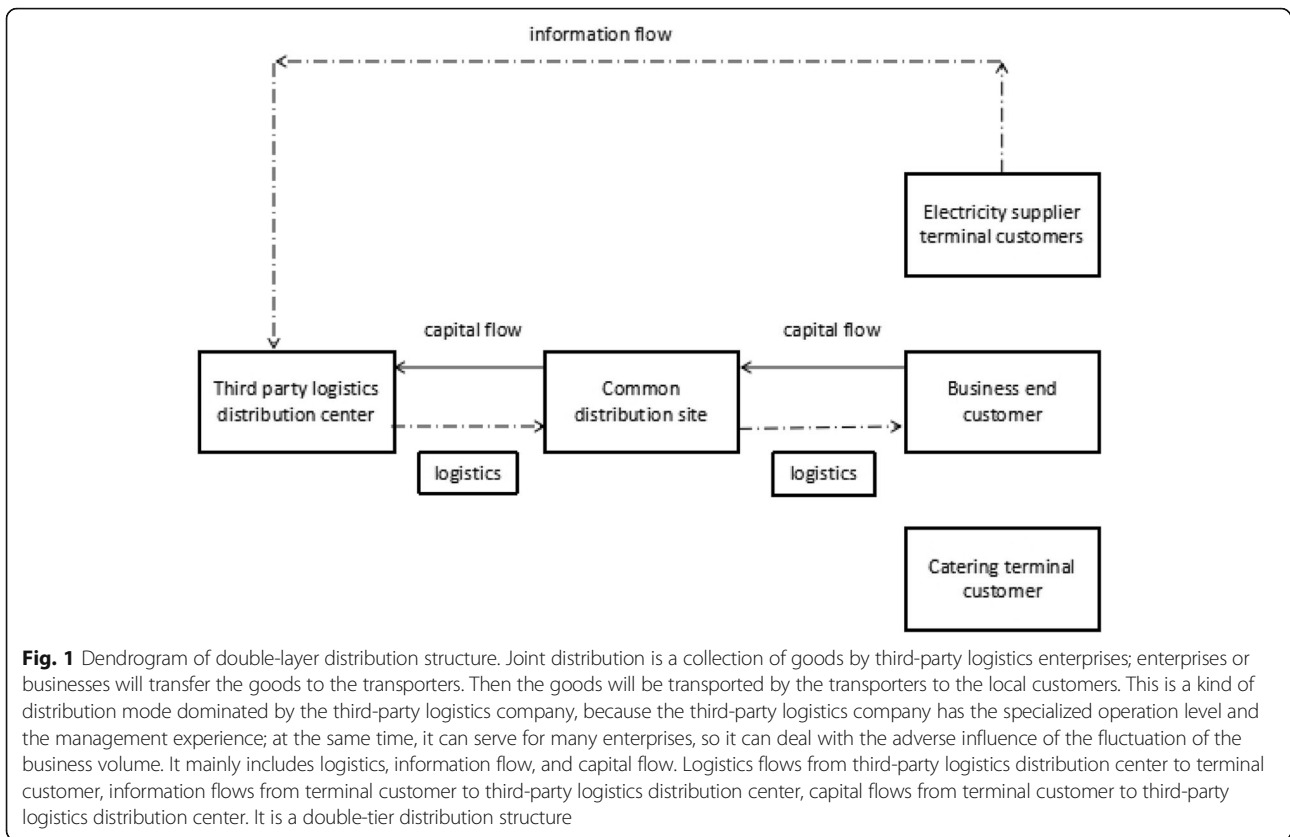 information flow
Electricity supplier
terminal customers
capital flow
capital flow
Third party logistics
distribution center
Common
distribution site
Business end
customer
logistics
logistics
Catering terminal
customer
Fig. 1 Dendrogram of double-layer distribution structure. Joint distribution is a collection of goods by third-party logistics enterprises; enterprises or
businesses will transfer the goods to the transporters. Then the goods will be transported by the transporters to the local customers. This is a kind of
distribution mode dominated by the third-party logistics company, because the third-party logistics company has the specialized operation level and
the management experience; at the same time, it can serve for many enterprises, so it can deal with the adverse influence of the fluctuation of the
business volume. It mainly includes logistics, information flow, and capital flow. Logistics flows from third-party logistics distribution center to terminal
customer, information flows from terminal customer to third-party logistics distribution center, capital flows from terminal customer to third-party
logistics distribution center. It is a double-tier distribution structure